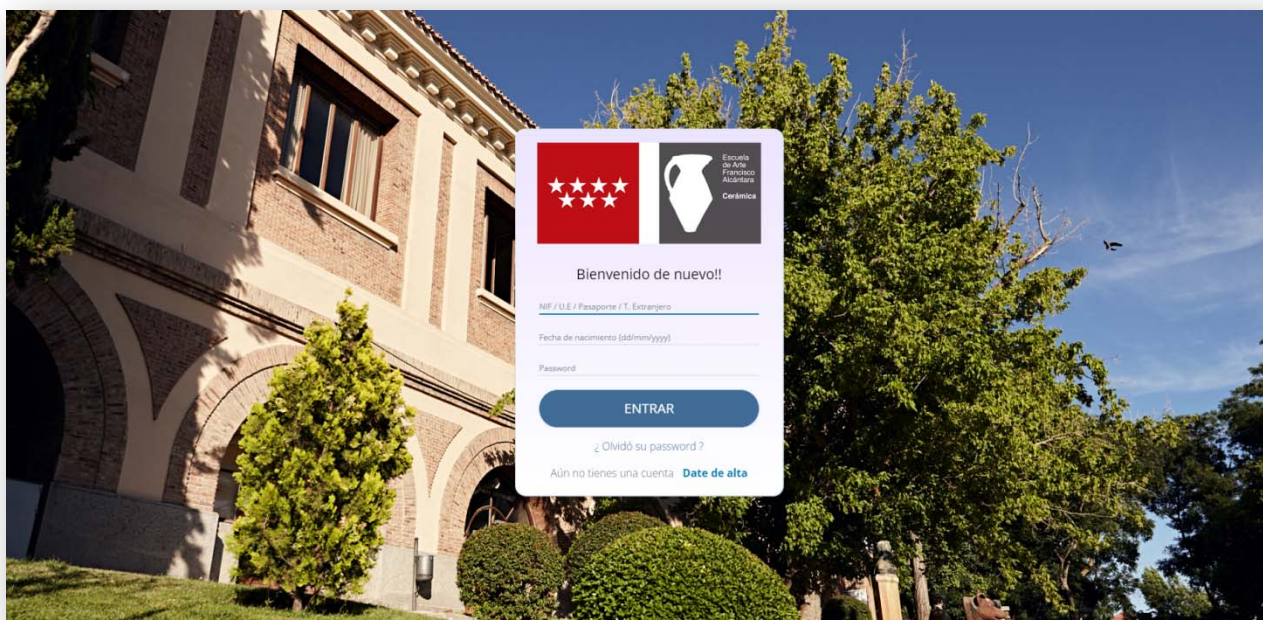 Escuela
de Arte
Francisco
Alcántara
Cerámica
Bienvenido de nuevo!!
NIF / U.E / Pasaporte / T. Extranjero
Fecha de nacimiento (dd/mm/yyyy)
Password
ENTRAR
¿ Olvidó su password ?
Aún no tienes una cuenta Date de alta